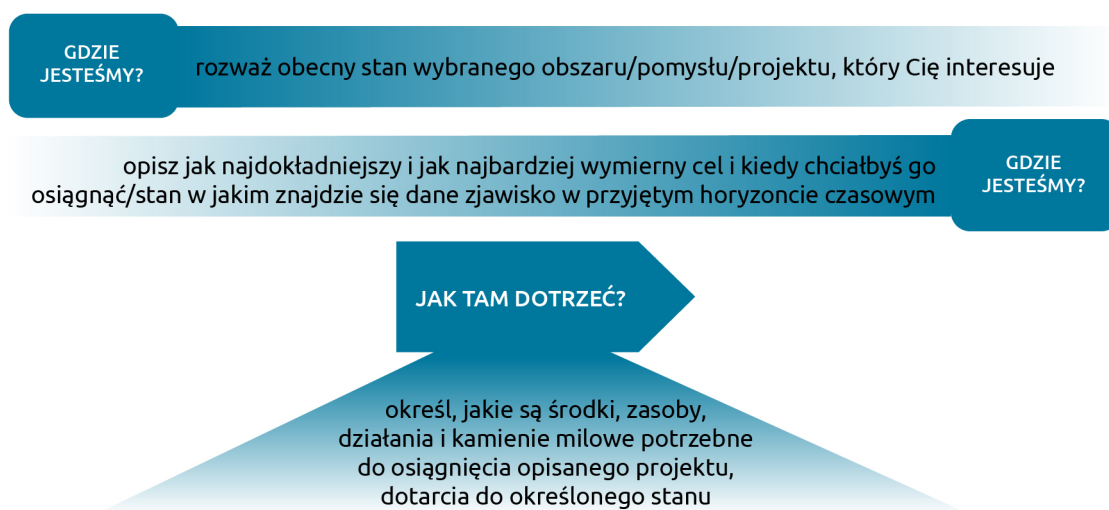 GDZIE
JESTEŚMY?
rozważ obecny stan wybranego obszaru/pomysłu/projektu, który Cię interesuje
opisz jak najdokładniejszy i jak najbardziej wymierny cel i kiedy chciałbyś go
osiągnąć/stan w jakim znajdzie się dane zjawisko w przyjętym horyzoncie czasowym
GDZIE
JESTEŚMY?
JAK TAM DOTRZEĆ?
określ, jakie są środki, zasoby,
działania i kamienie milowe potrzebne
do osiągnięcia opisanego projektu,
dotarcia do określonego stanu